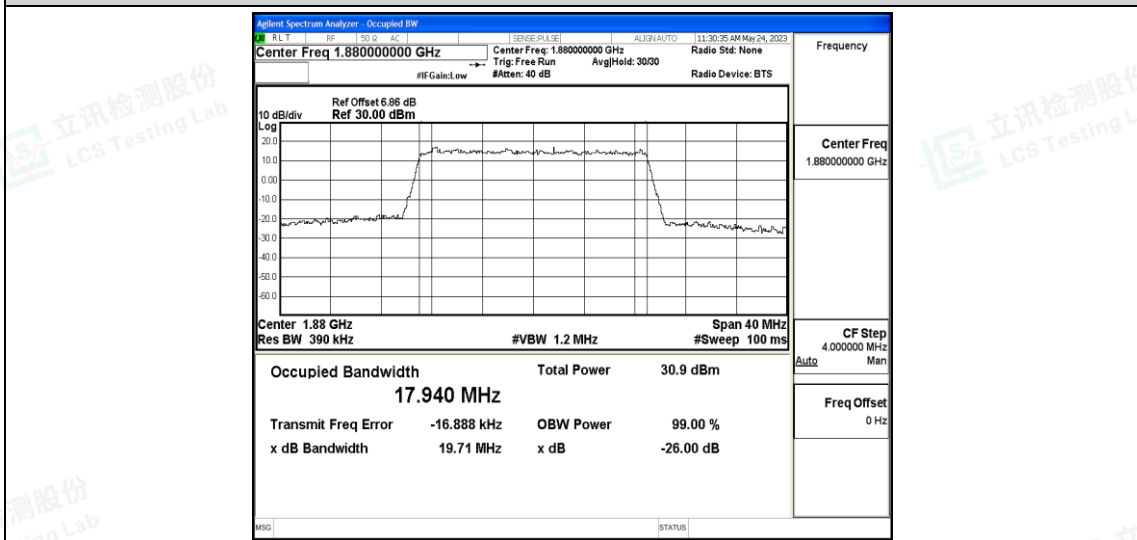 Agilent Spectrum Analyzer - Occupied BW
RLT RF 50 Ω AC SENSE:PULSE ALIGN AUTO 11:30:35 AM May 24, 2023
Center Freq 1.880000000 GHz
Center Freq: 1.880000000 GHz
Radio Std: None
Trig: Free Run Avg|Hold: 30/30
#IFGain:Low
#Atten: 40 dB
Radio Device: BTS
Ref Offset 6.86 dB
10 dB/div Ref 30.00 dBm
Log
20.0
10.0
0.00
-10.0
-20.0
-30.0
-40.0
-50.0
-60.0
Center 1.88 GHz Span 40 MHz
Res BW 390 kHz #VBW 1.2 MHz #Sweep 100 ms
Occupied Bandwidth Total Power 30.9 dBm
17.940 MHz
Transmit Freq Error -16.888 kHz OBW Power 99.00 %
x dB Bandwidth 19.71 MHz x dB -26.00 dB
MSG STATUS
Frequency
Center Freq
1.880000000 GHz
CF Step
4.000000 MHz
Auto Man
Freq Offset
0 Hz
立讯检测股份
LCS Testing Lab
立讯检测股份
LCS Testing L
测股份
ng Lab
立